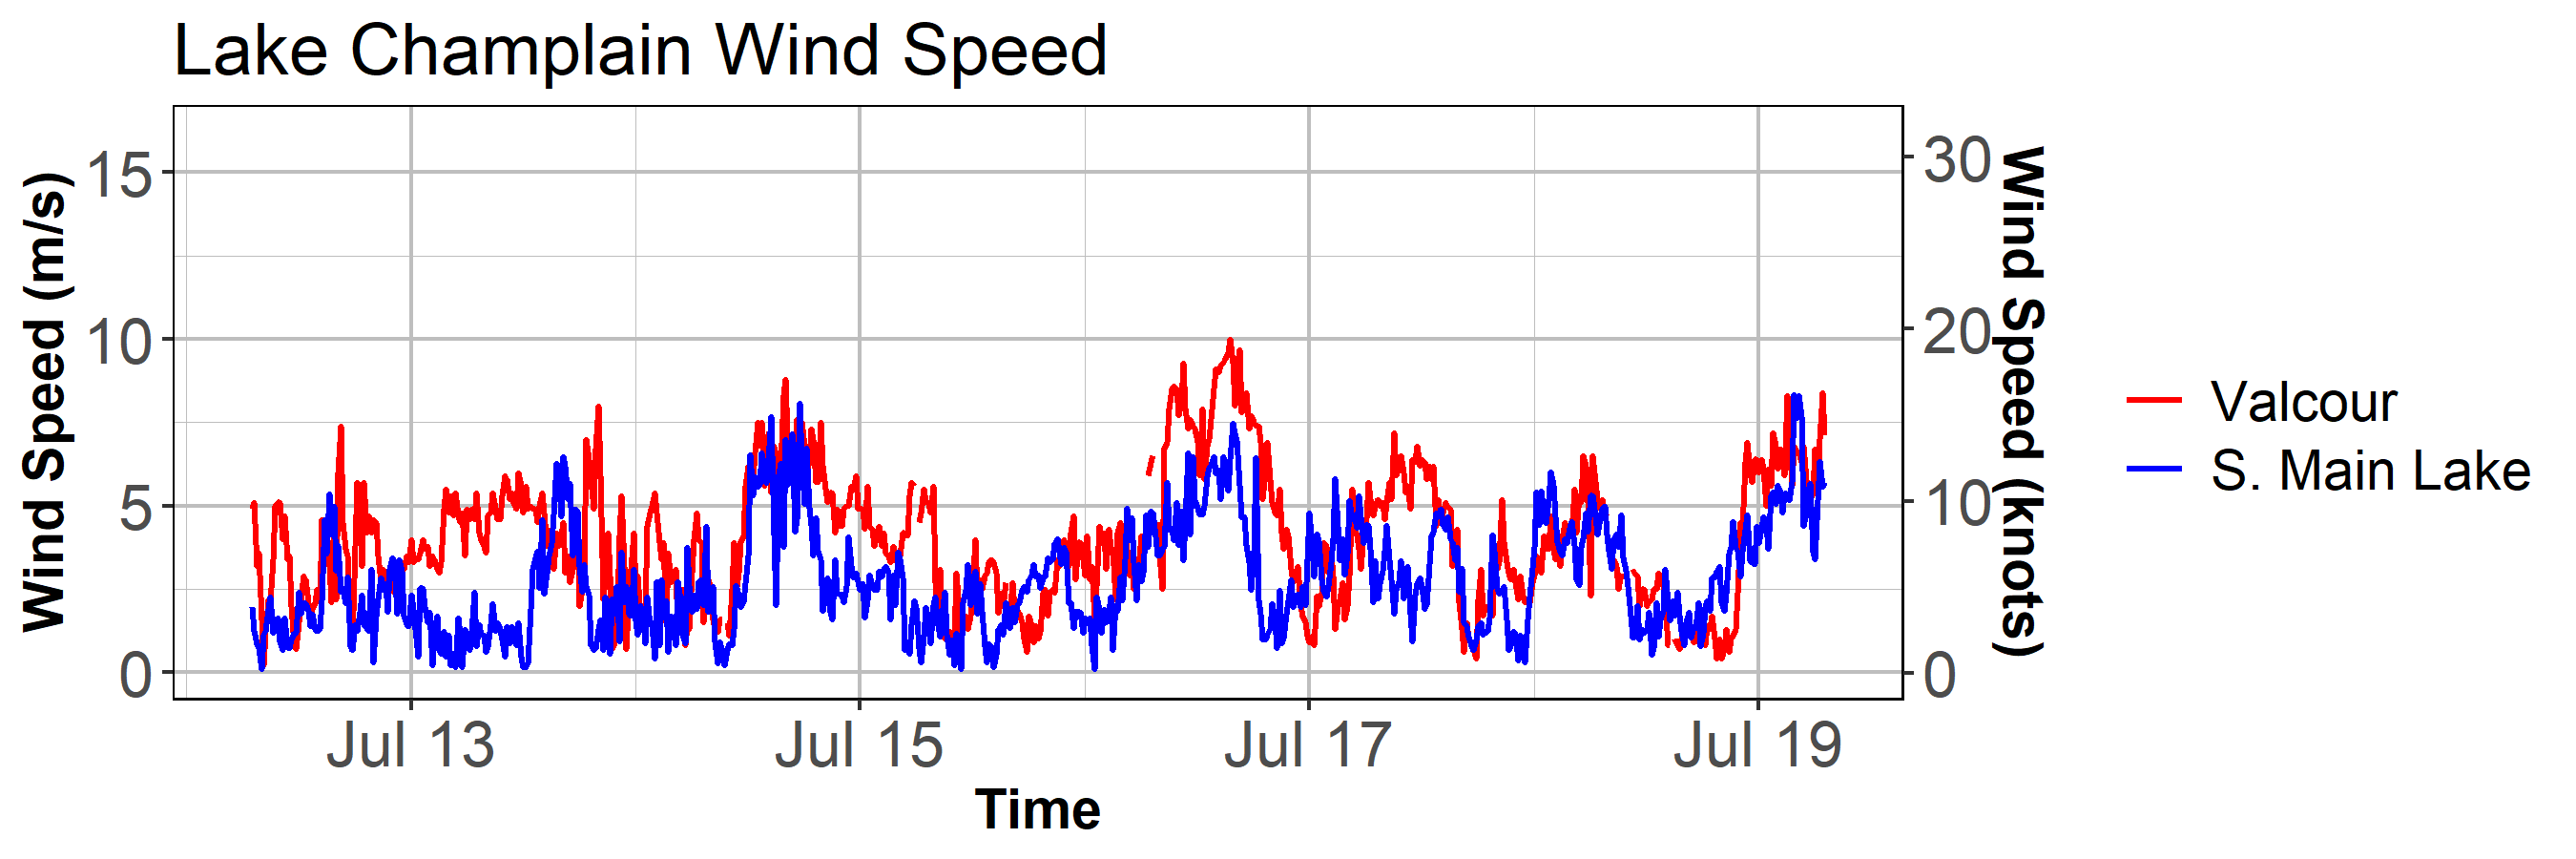 Lake Champlain Wind Speed
Wind Speed (m/s)
15
10
5
0
30
20
10
0
Wind Speed (knots)
Jul 13
Jul 15
Jul 17
Jul 19
Time
Valcour
S. Main Lake